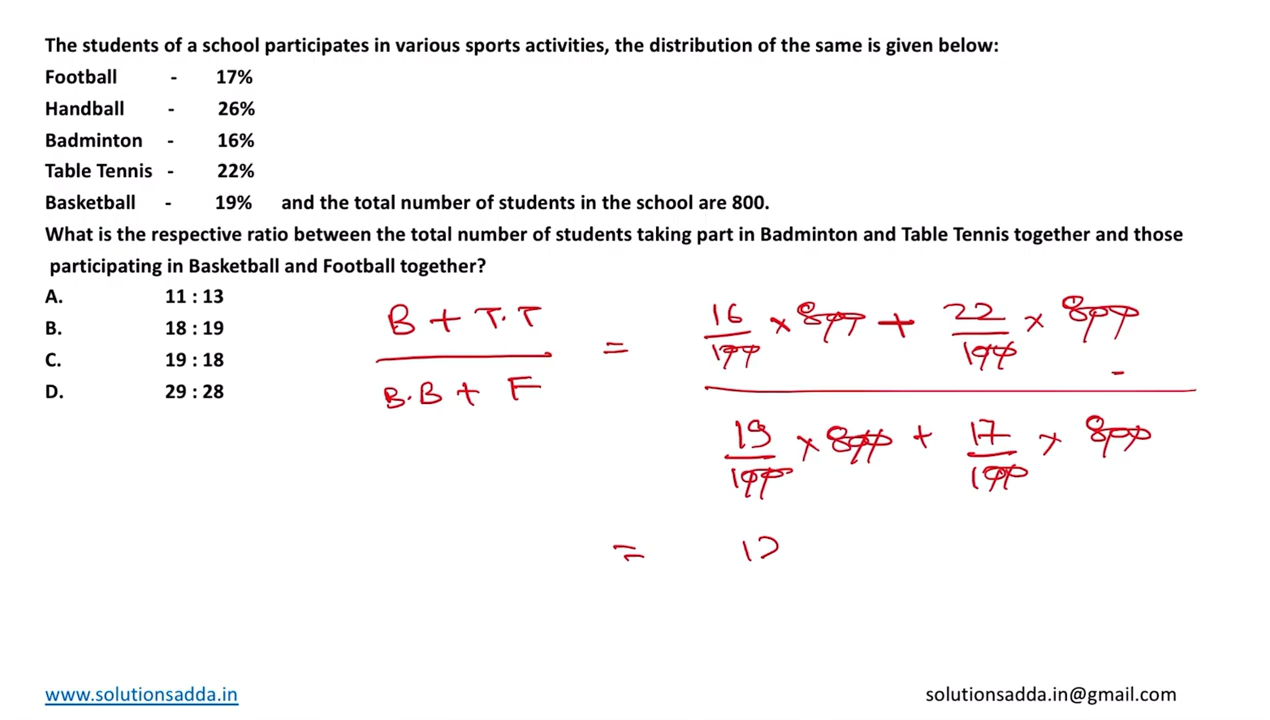 The students of a school participates in various sports activities, the distribution of the same is given below:
Football - 17%
Handball - 26%
Badminton - 16%
Table Tennis - 22%
Basketball - 19% and the total number of students in the school are 800.
What is the respective ratio between the total number of students taking part in Badminton and Table Tennis together and those
participating in Basketball and Football together?
A. 11 : 13
B. 18 : 19
C. 19 : 18
D. 29 : 28
B + T.T = 16/100 × 800 + 22/100 × 800
B.B + F 19/100 × 800 + 17/100 × 800
= 12
www.solutionsadda.in
solutionsadda.in@gmail.com